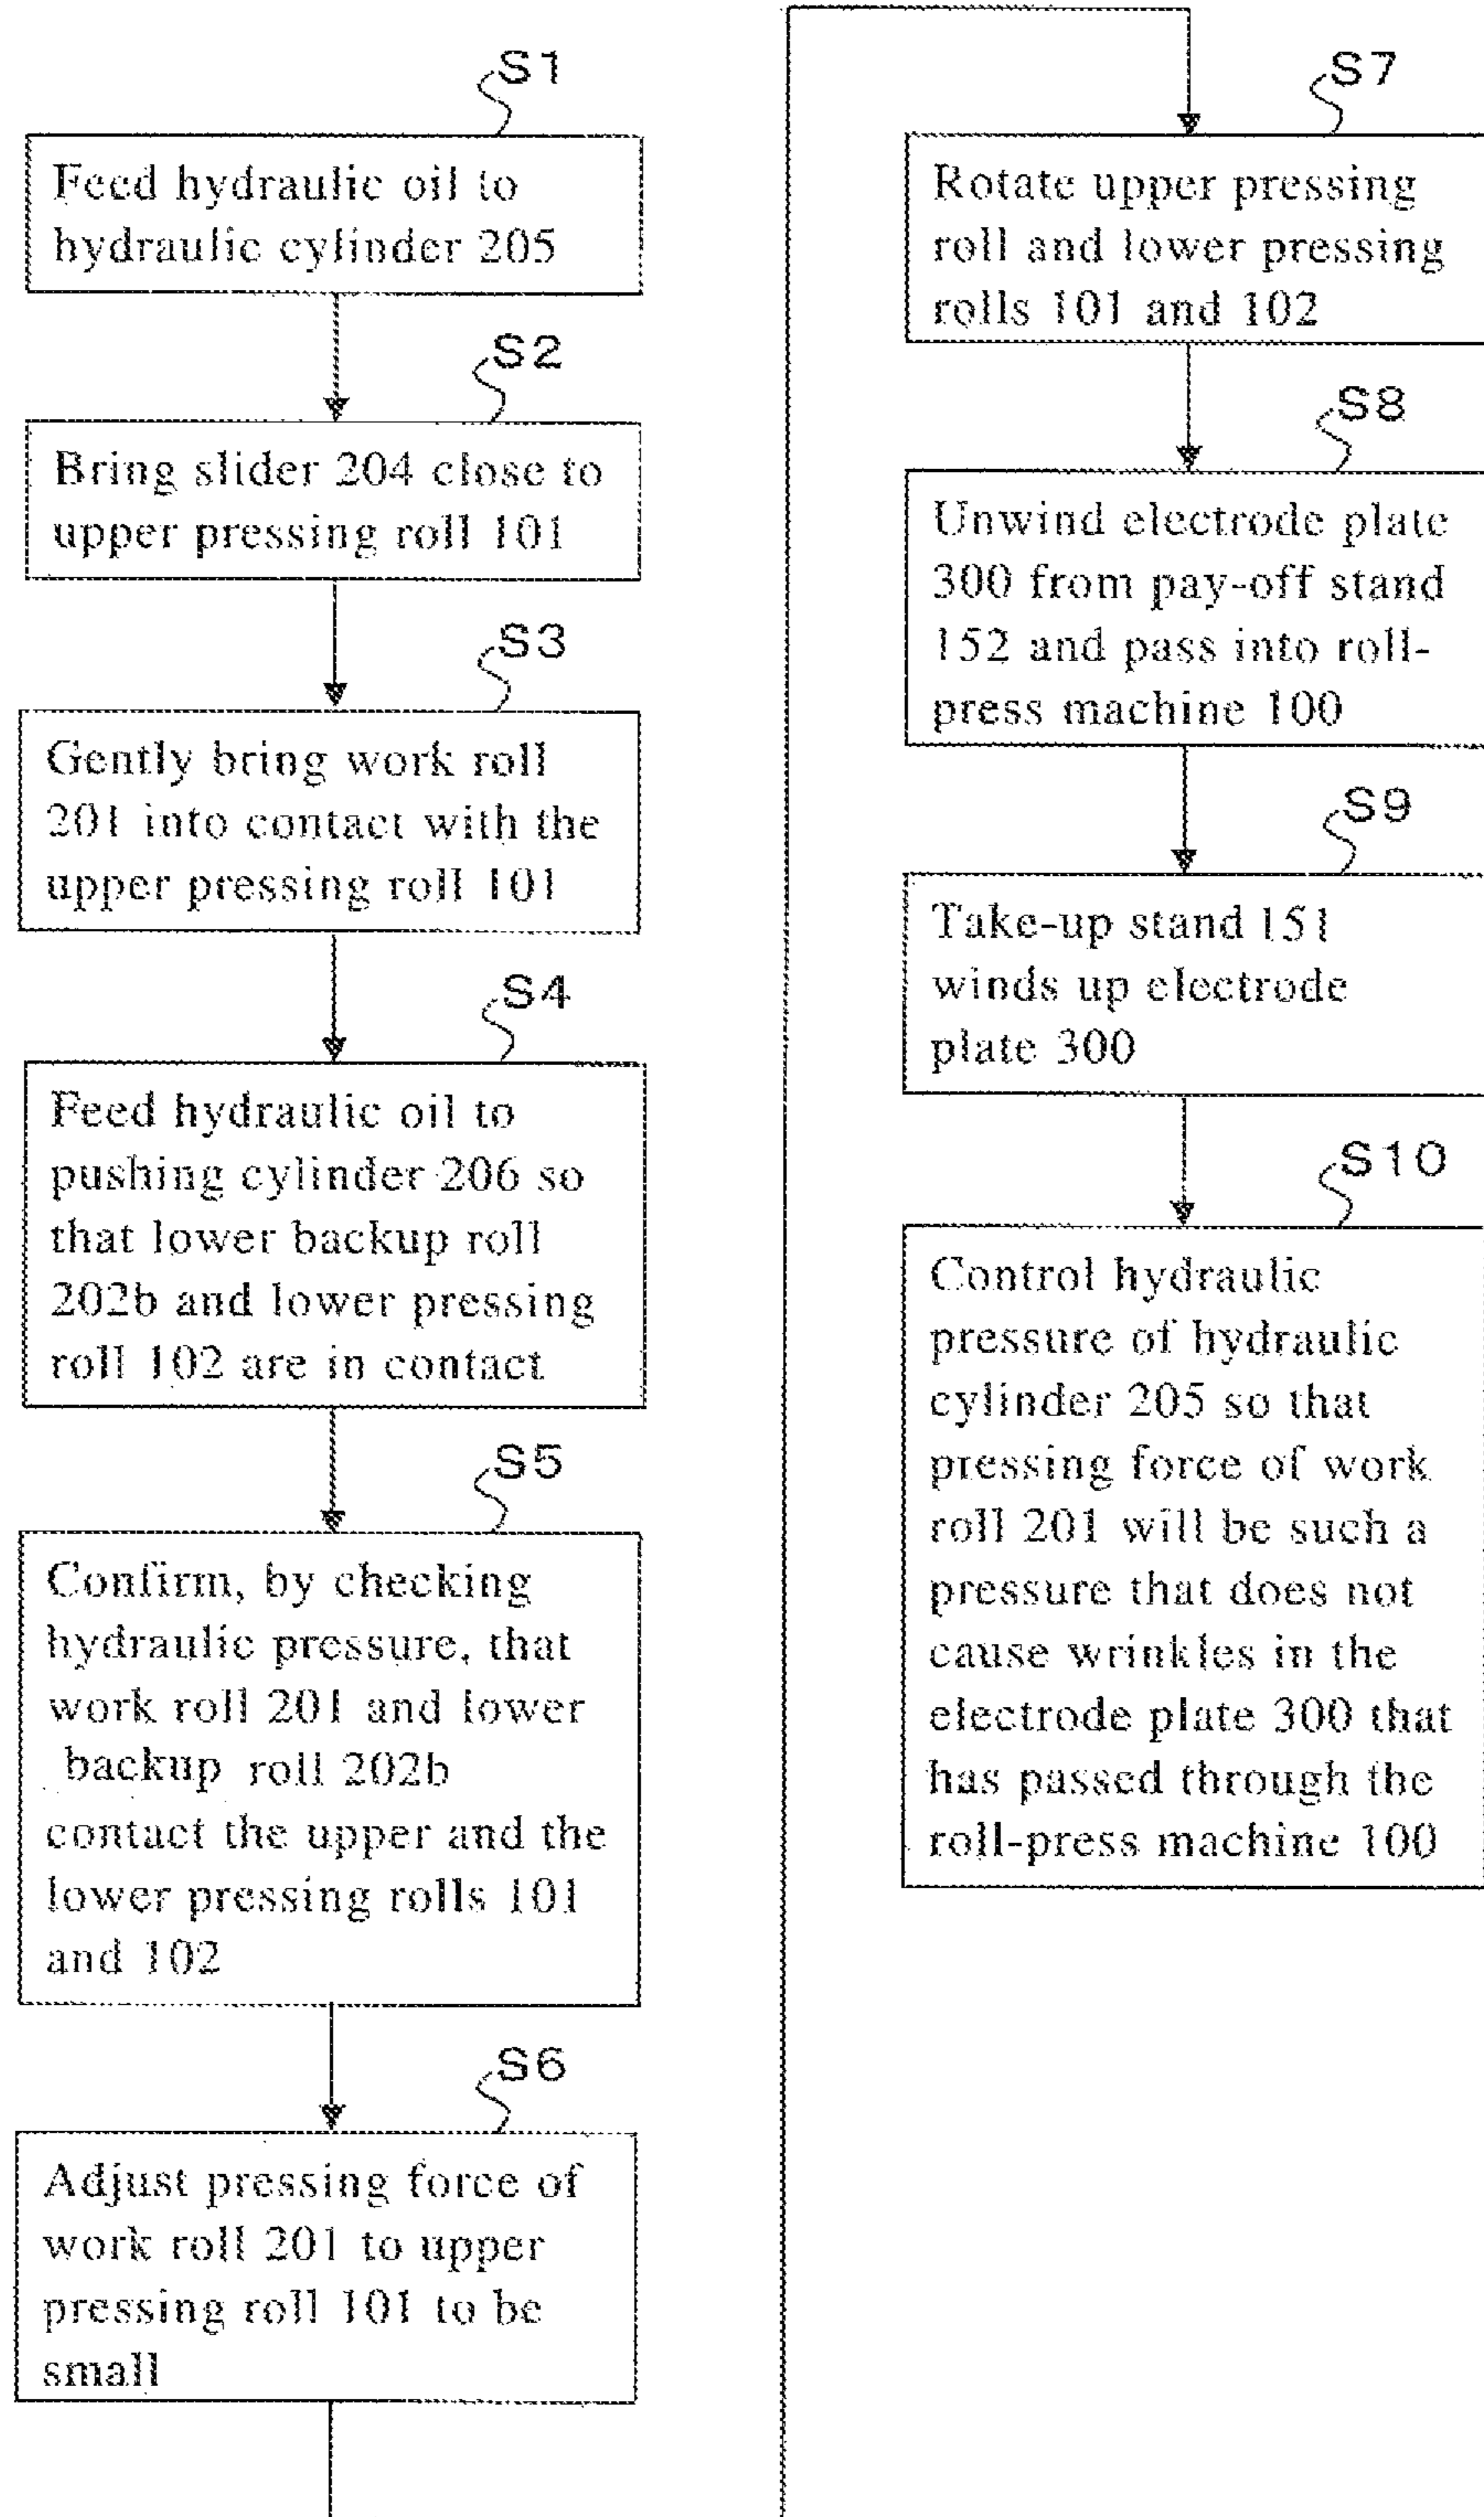 S1
Feed hydraulic oil to
hydraulic cylinder 205
S2
Bring slider 204 close to
upper pressing roll 101
S3
Gently bring work roll
201 into contact with the
upper pressing roll 101
S4
Feed hydraulic oil to
pushing cylinder 206 so
that lower backup roll
202b and lower pressing
roll 102 are in contact
S5
Confirm, by checking
hydraulic pressure, that
work roll 201 and lower
backup roll 202b
contact the upper and the
lower pressing rolls 101
and 102
S6
Adjust pressing force of
work roll 201 to upper
pressing roll 101 to be
small
S7
Rotate upper pressing
roll and lower pressing
rolls 101 and 102
S8
Unwind electrode plate
300 from pay-off stand
152 and pass into roll-
press machine 100
S9
Take-up stand 151
winds up electrode
plate 300
S10
Control hydraulic
pressure of hydraulic
cylinder 205 so that
pressing force of work
roll 201 will be such a
pressure that does not
cause wrinkles in the
electrode plate 300 that
has passed through the
roll-press machine 100